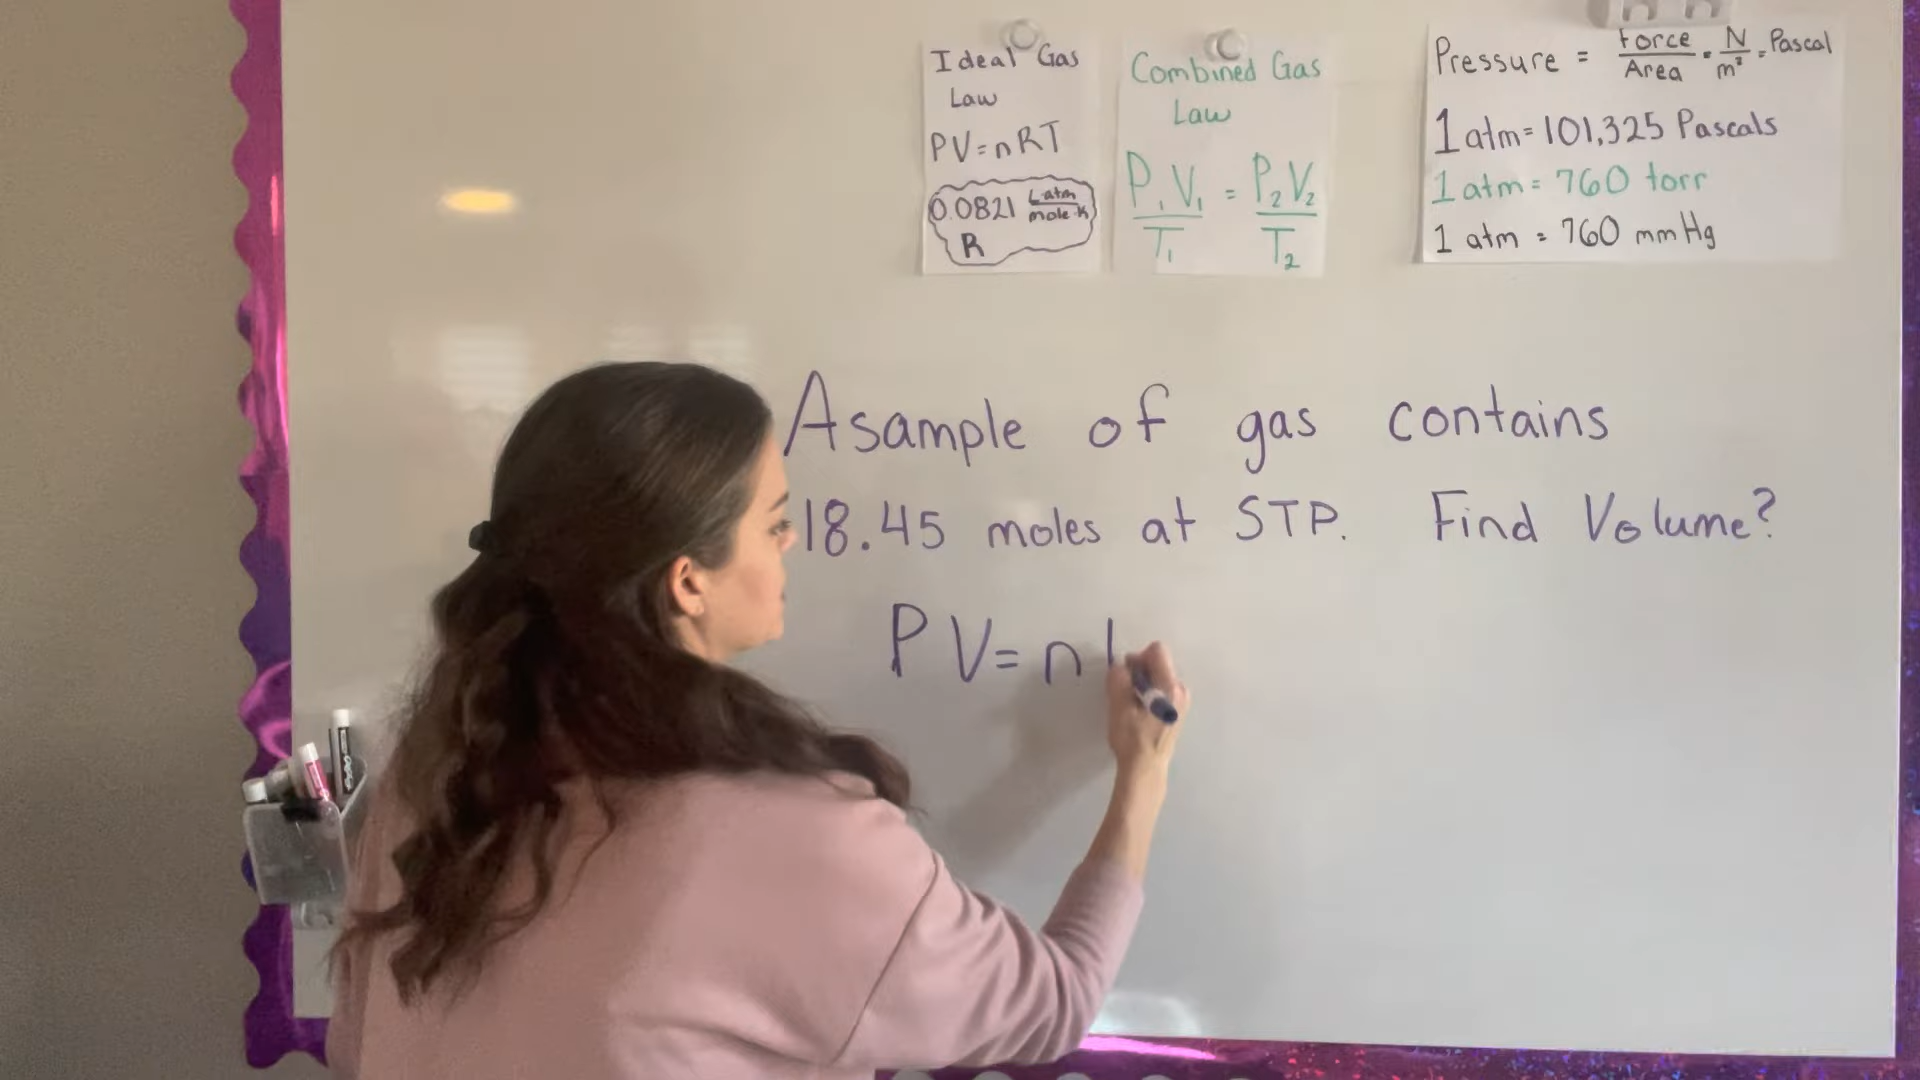 Ideal Gas
Law
PV=nRT
0.0821 L·atm
mole·K
R
Combined Gas
Law
P₁V₁ = P₂V₂
T₁ T₂
Pressure = Force = N = Pascal
Area m²
1 atm = 101,325 Pascals
1 atm = 760 torr
1 atm = 760 mmHg
A sample of gas contains
18.45 moles at STP. Find Volume?
PV=n